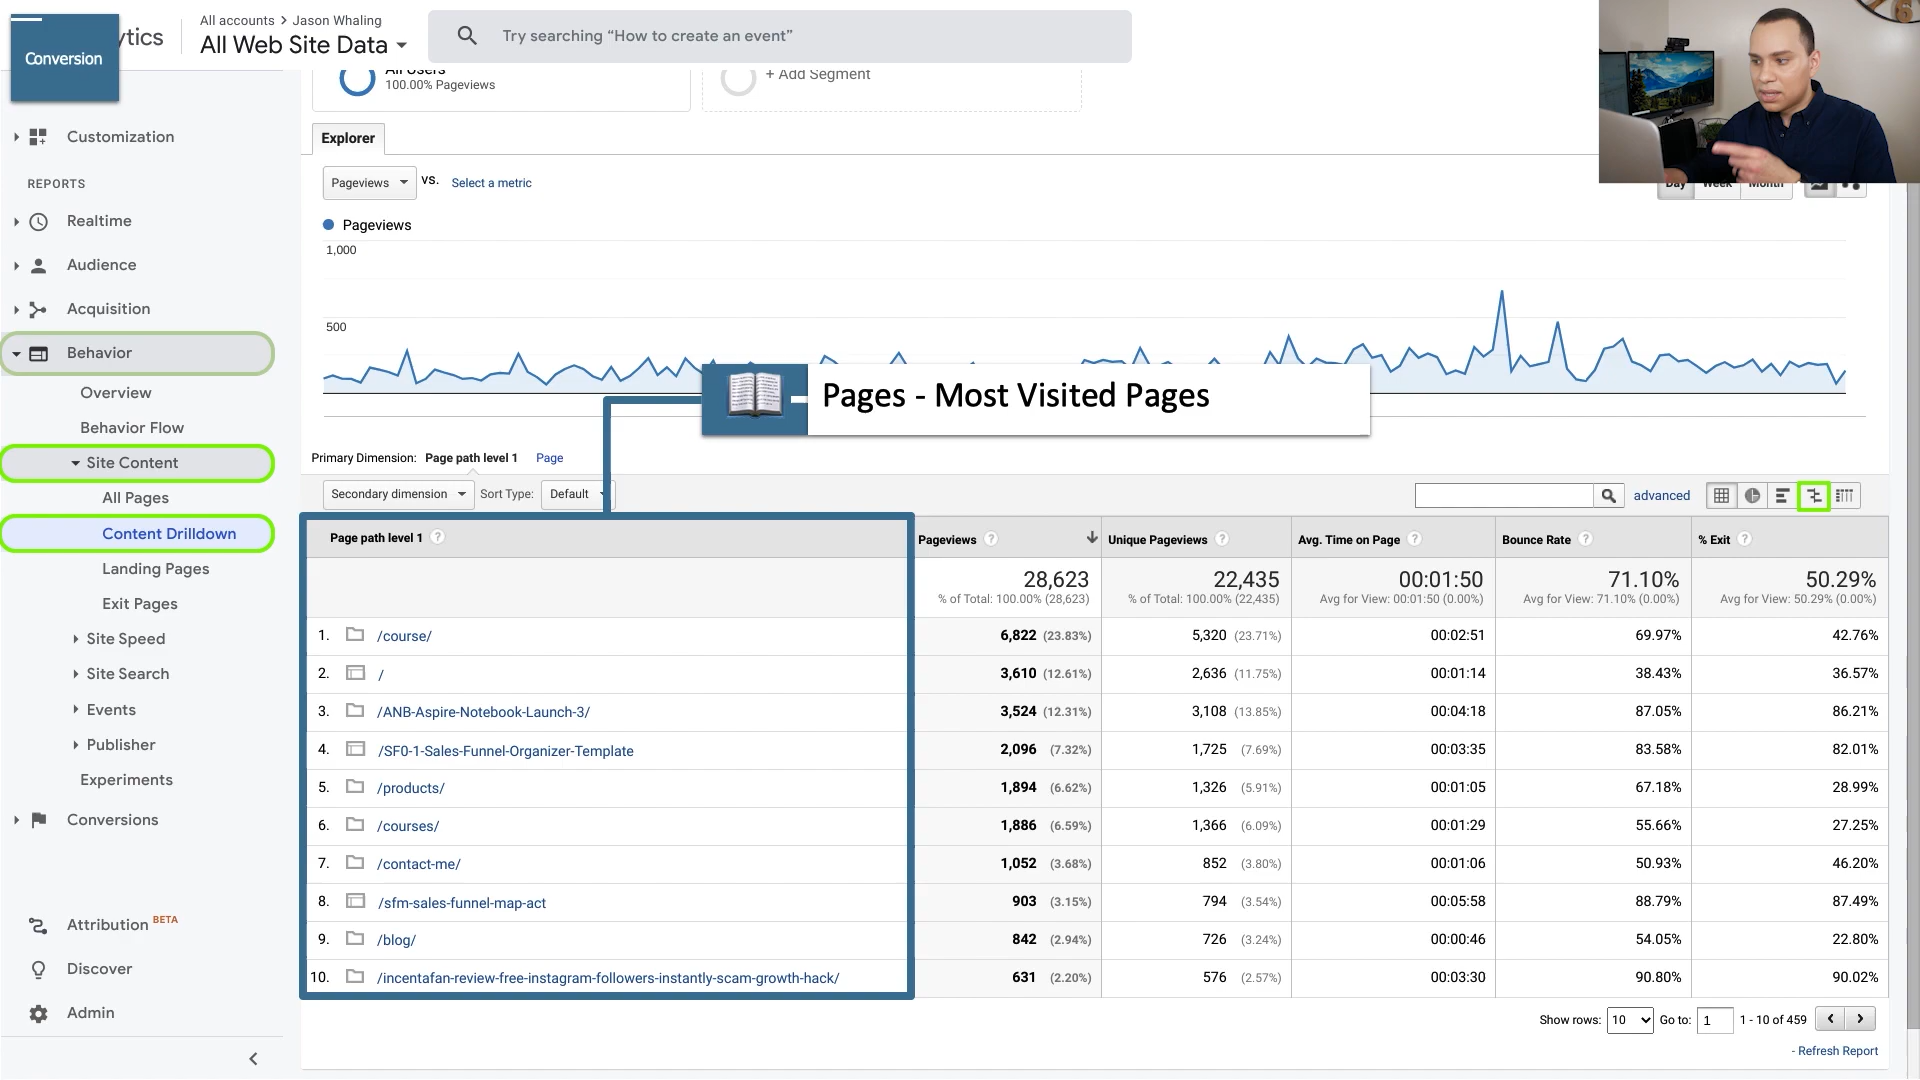 Conversion
ytics
All accounts > Jason Whaling
All Web Site Data
Try searching “How to create an event”
All Users
100.00% Pageviews
+ Add Segment
Customization
REPORTS
Realtime
Audience
Acquisition
Behavior
Overview
Behavior Flow
Site Content
All Pages
Content Drilldown
Landing Pages
Exit Pages
Site Speed
Site Search
Events
Publisher
Experiments
Conversions
Attribution BETA
Discover
Admin
Explorer
Pageviews VS. Select a metric
Day Week Month
Pageviews
1,000
500
Pages - Most Visited Pages
Primary Dimension: Page path level 1 Page
Secondary dimension Sort Type: Default
advanced
Page path level 1 ? Pageviews ? Unique Pageviews ? Avg. Time on Page ? Bounce Rate ? % Exit ?
28,623 22,435 00:01:50 71.10% 50.29%
% of Total: 100.00% (28,623) % of Total: 100.00% (22,435) Avg for View: 00:01:50 (0.00%) Avg for View: 71.10% (0.00%) Avg for View: 50.29% (0.00%)
1. /course/ 6,822 (23.83%) 5,320 (23.71%) 00:02:51 69.97% 42.76%
2. / 3,610 (12.61%) 2,636 (11.75%) 00:01:14 38.43% 36.57%
3. /ANB-Aspire-Notebook-Launch-3/ 3,524 (12.31%) 3,108 (13.85%) 00:04:18 87.05% 86.21%
4. /SF0-1-Sales-Funnel-Organizer-Template 2,096 (7.32%) 1,725 (7.69%) 00:03:35 83.58% 82.01%
5. /products/ 1,894 (6.62%) 1,326 (5.91%) 00:01:05 67.18% 28.99%
6. /courses/ 1,886 (6.59%) 1,366 (6.09%) 00:01:29 55.66% 27.25%
7. /contact-me/ 1,052 (3.68%) 852 (3.80%) 00:01:06 50.93% 46.20%
8. /sfm-sales-funnel-map-act 903 (3.15%) 794 (3.54%) 00:05:58 88.79% 87.49%
9. /blog/ 842 (2.94%) 726 (3.24%) 00:00:46 54.05% 22.80%
10. /incentafan-review-free-instagram-followers-instantly-scam-growth-hack/ 631 (2.20%) 576 (2.57%) 00:03:30 90.80% 90.02%
Show rows: 10 Go to: 1 1 - 10 of 459
- Refresh Report